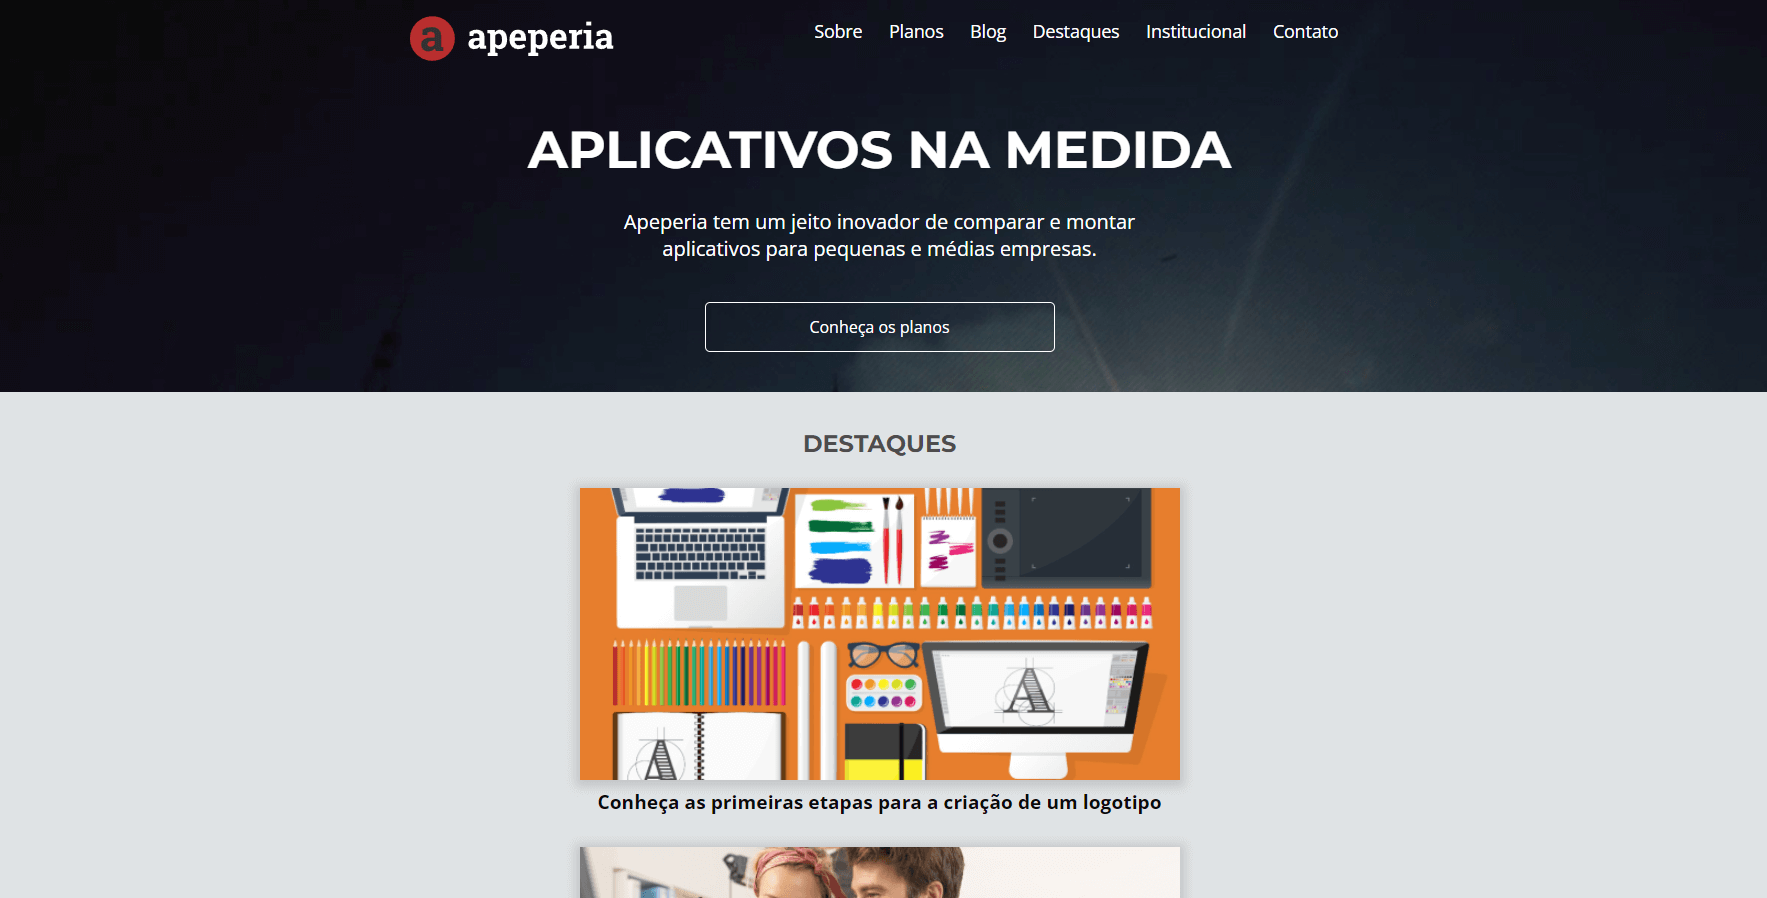 a apeperia
Sobre Planos Blog Destaques Institucional Contato
APLICATIVOS NA MEDIDA
Apeperia tem um jeito inovador de comparar e montar
aplicativos para pequenas e médias empresas.
Conheça os planos
DESTAQUES
A
A
Conheça as primeiras etapas para a criação de um logotipo